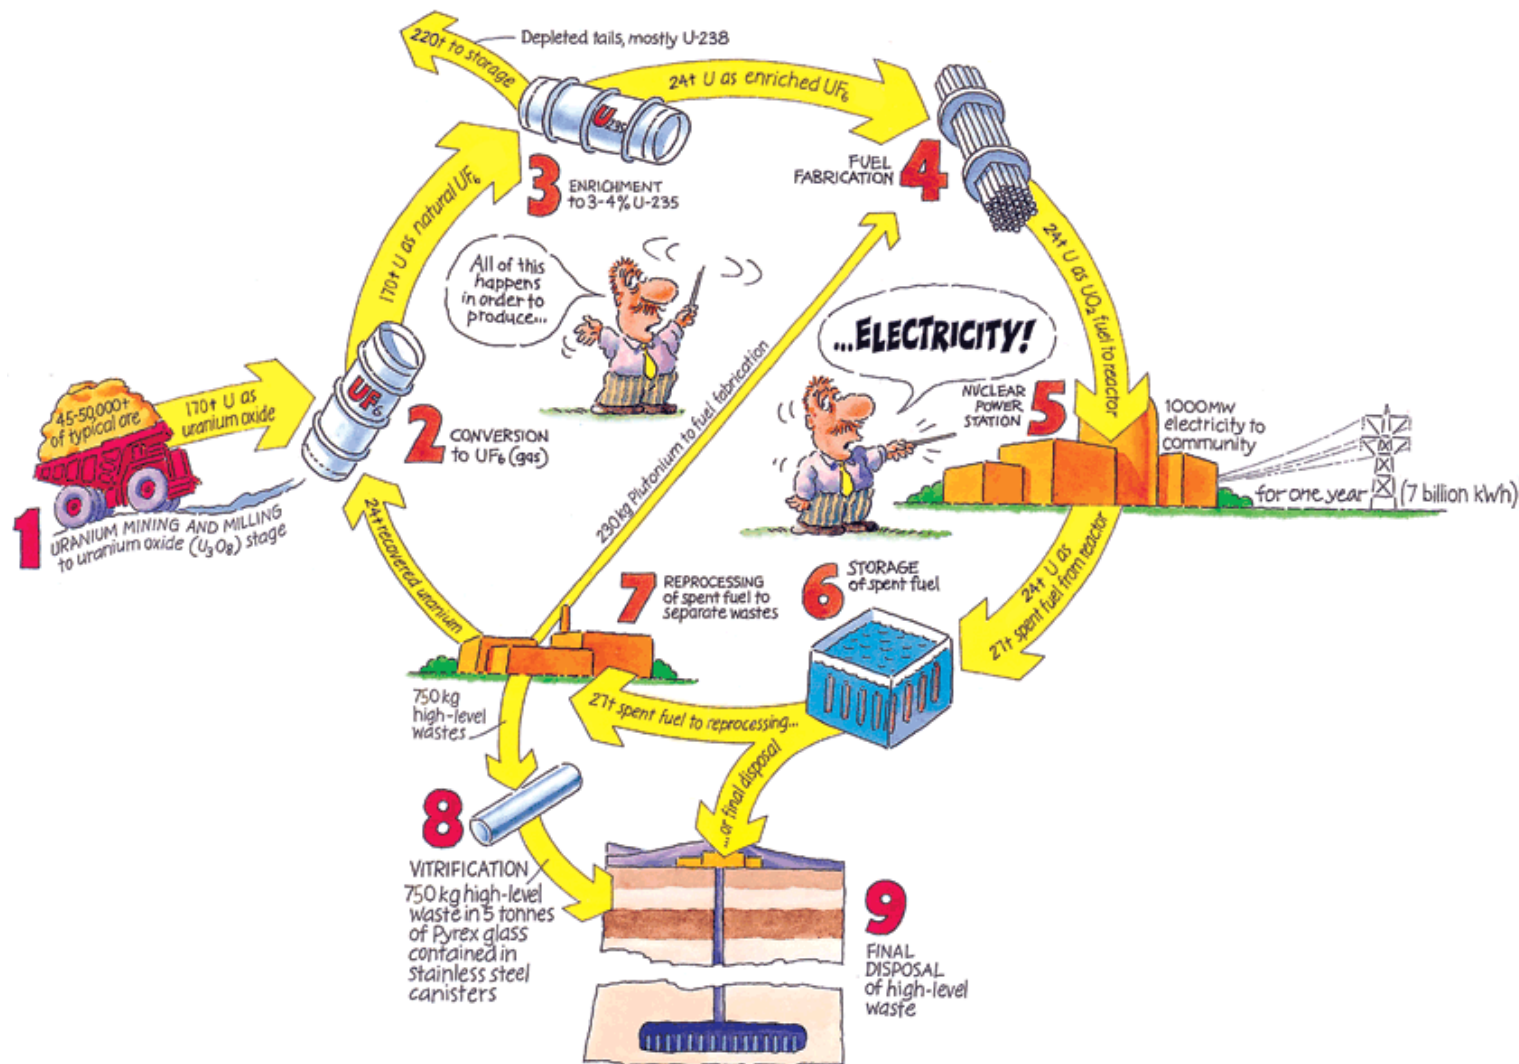 220t to storage
Depleted tails, mostly U-238
24t U as enriched UF₆
U235
3
ENRICHMENT
to 3-4% U-235
FUEL
FABRICATION
4
170t U as natural UF₆
All of this
happens
in order to
produce...
24t U as UO₂ fuel to reactor
...ELECTRICITY!
45-50,000t
of typical ore
170t U as
uranium oxide
UF₆
2
CONVERSION
to UF₆ (gas)
230kg Plutonium to fuel fabrication
NUCLEAR
POWER
STATION
5
1000MW
electricity to
community
for one year
(7 billion kWh)
1
URANIUM MINING AND MILLING
to uranium oxide (U₃O₈) stage
24t recovered uranium
7
REPROCESSING
of spent fuel to
separate wastes
6
STORAGE
of spent fuel
24t U as
27t spent fuel from reactor
750 kg
high-level
wastes
27t spent fuel to reprocessing...
...or final disposal
8
VITRIFICATION
750 kg high-level
waste in 5 tonnes
of Pyrex glass
contained in
stainless steel
canisters
9
FINAL
DISPOSAL
of high-level
waste